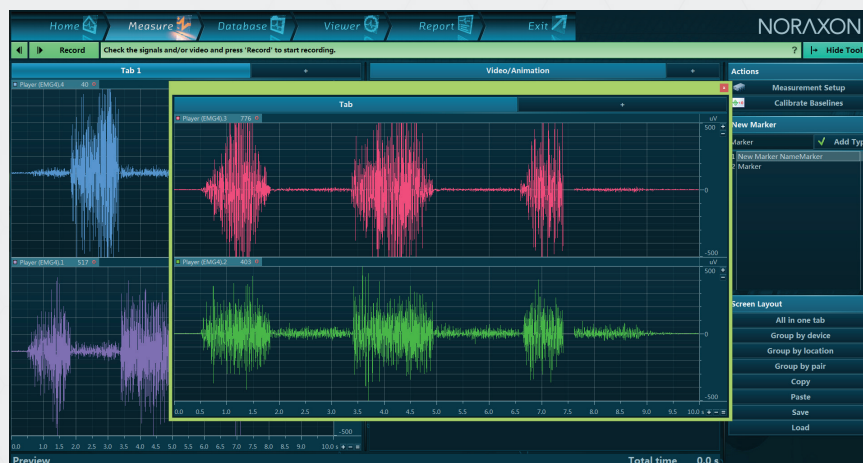 Home Measure Database Viewer Report Exit NORAXON
Record Check the signals and/or video and press 'Record' to start recording. ? Hide Tool
Tab 1 + Video/Animation + Actions
Player (EMG4).4 40
Measurement Setup
Calibrate Baselines
Tab +
Player (EMG4).3 776 uV
500
0
-500
New Marker
Marker Add Typ
1 New Marker NameMarker
2 Marker
Player (EMG4).1 517
Player (EMG4).2 403 uV
500
0
-500
0.0 0.5 1.0 1.5 2.0 2.5 3.0 3.5 4.0 4.5 5.0 5.5 6.0 6.5 7.0 7.5 8.0 8.5 9.0 9.5 10.0 s
Screen Layout
All in one tab
Group by device
Group by location
Group by pair
Copy
Paste
Save
Load
-500
0.0 1.0 1.5 2.0 2.5 3.0 3.5 4.0 4.5 5.0 5.5 6.0 6.5 7.0 7.5 8.0 8.5 9.0 10.0 s
Preview Total time 0.0 s